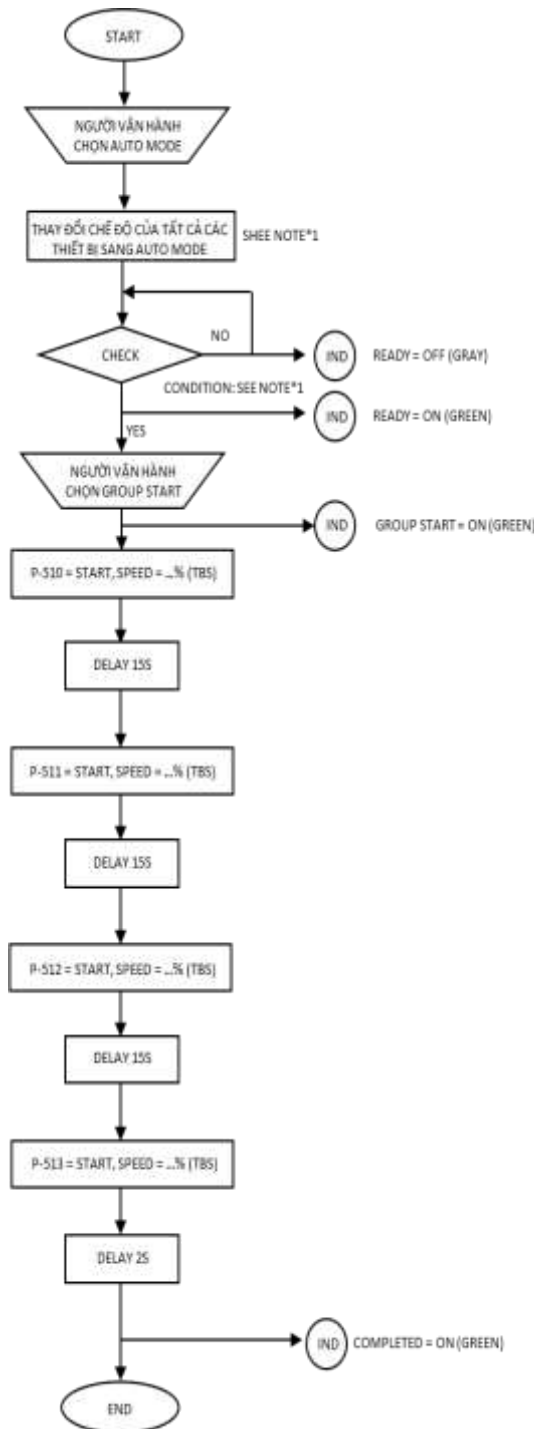 START
NGƯỜI VẬN HÀNH
CHỌN AUTO MODE
THAY ĐỔI CHẾ ĐỘ CỦA TẤT CẢ CÁC
THIẾT BỊ SANG AUTO MODE
SHEE NOTE*1
NO
CHECK
IND
READY = OFF (GRAY)
CONDITION: SEE NOTE*1
IND
READY = ON (GREEN)
YES
NGƯỜI VẬN HÀNH
CHỌN GROUP START
IND
GROUP START = ON (GREEN)
P-510 = START, SPEED = ...% (TBS)
DELAY 15S
P-511 = START, SPEED = ...% (TBS)
DELAY 15S
P-512 = START, SPEED = ...% (TBS)
DELAY 15S
P-513 = START, SPEED = ...% (TBS)
DELAY 2S
IND
COMPLETED = ON (GREEN)
END